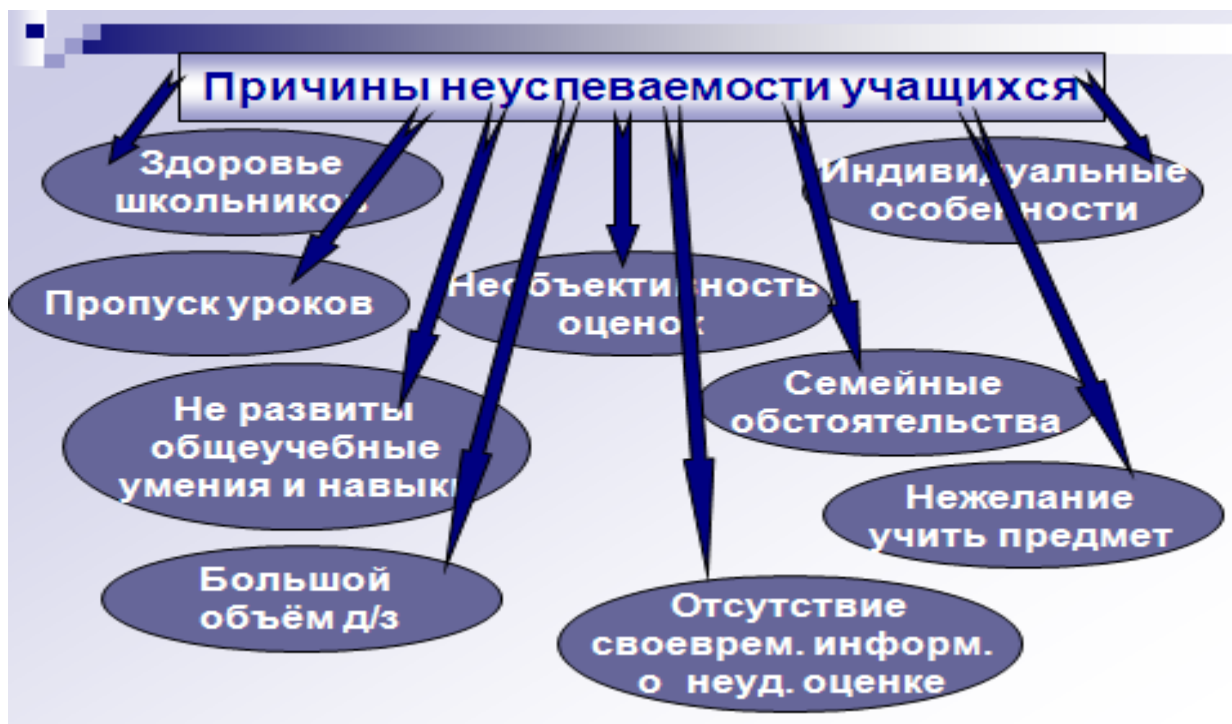 Причины неуспеваемости учащихся
Здоровье
школьников
Индивидуальные
особенности
Пропуск уроков
Необъективность
оценок
Не развиты
общеучебные
умения и навыки
Семейные
обстоятельства
Нежелание
учить предмет
Большой
объём д/з
Отсутствие
своеврем. информ.
о неуд. оценке